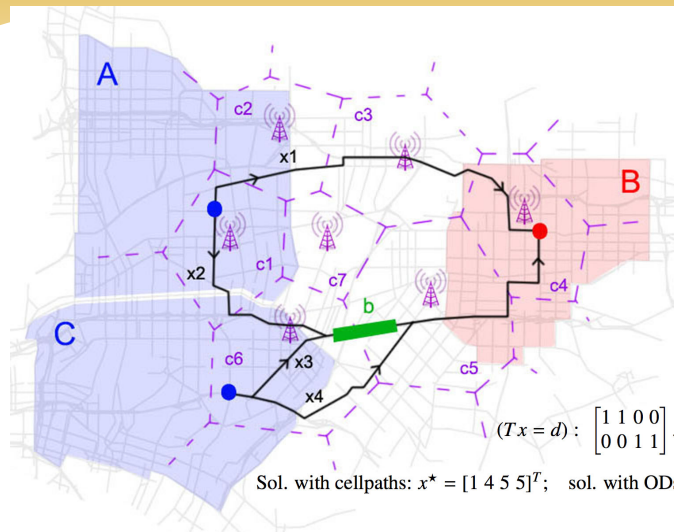 A
c2
c3
x1
B
x2
c1
c7
c4
b
C
c6
x3
x4
c5
(Tx = d) : [1 1 0 0
0 0 1 1]
Sol. with cellpaths: x⋆ = [1 4 5 5]ᵀ; sol. with OD